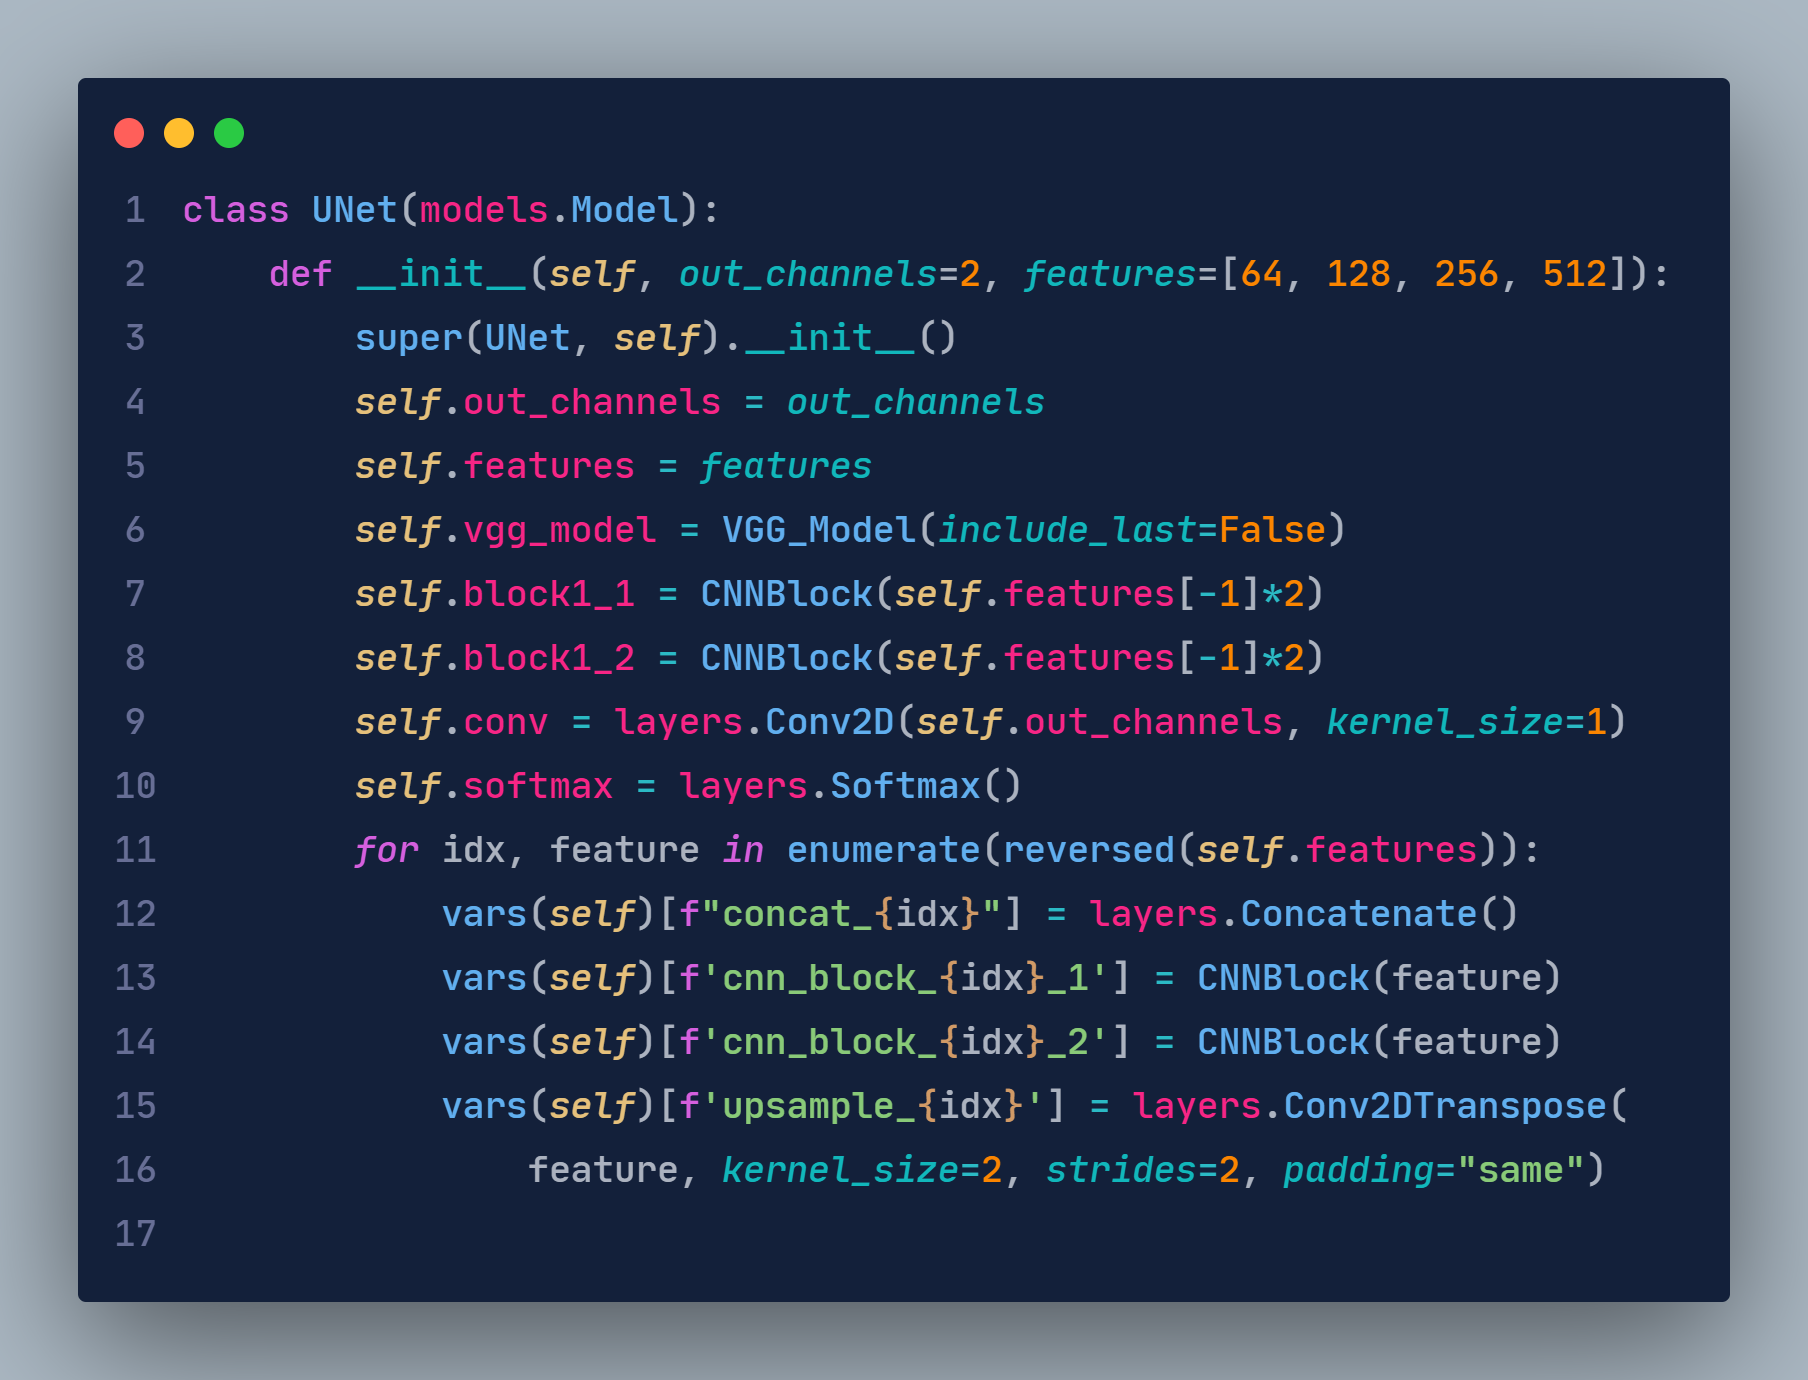 1 class UNet(models.Model):
2     def __init__(self, out_channels=2, features=[64, 128, 256, 512]):
3         super(UNet, self).__init__()
4         self.out_channels = out_channels
5         self.features = features
6         self.vgg_model = VGG_Model(include_last=False)
7         self.block1_1 = CNNBlock(self.features[-1]*2)
8         self.block1_2 = CNNBlock(self.features[-1]*2)
9         self.conv = layers.Conv2D(self.out_channels, kernel_size=1)
10         self.softmax = layers.Softmax()
11         for idx, feature in enumerate(reversed(self.features)):
12             vars(self)[f"concat_{idx}"] = layers.Concatenate()
13             vars(self)[f'cnn_block_{idx}_1'] = CNNBlock(feature)
14             vars(self)[f'cnn_block_{idx}_2'] = CNNBlock(feature)
15             vars(self)[f'upsample_{idx}'] = layers.Conv2DTranspose(
16                 feature, kernel_size=2, strides=2, padding="same")
17